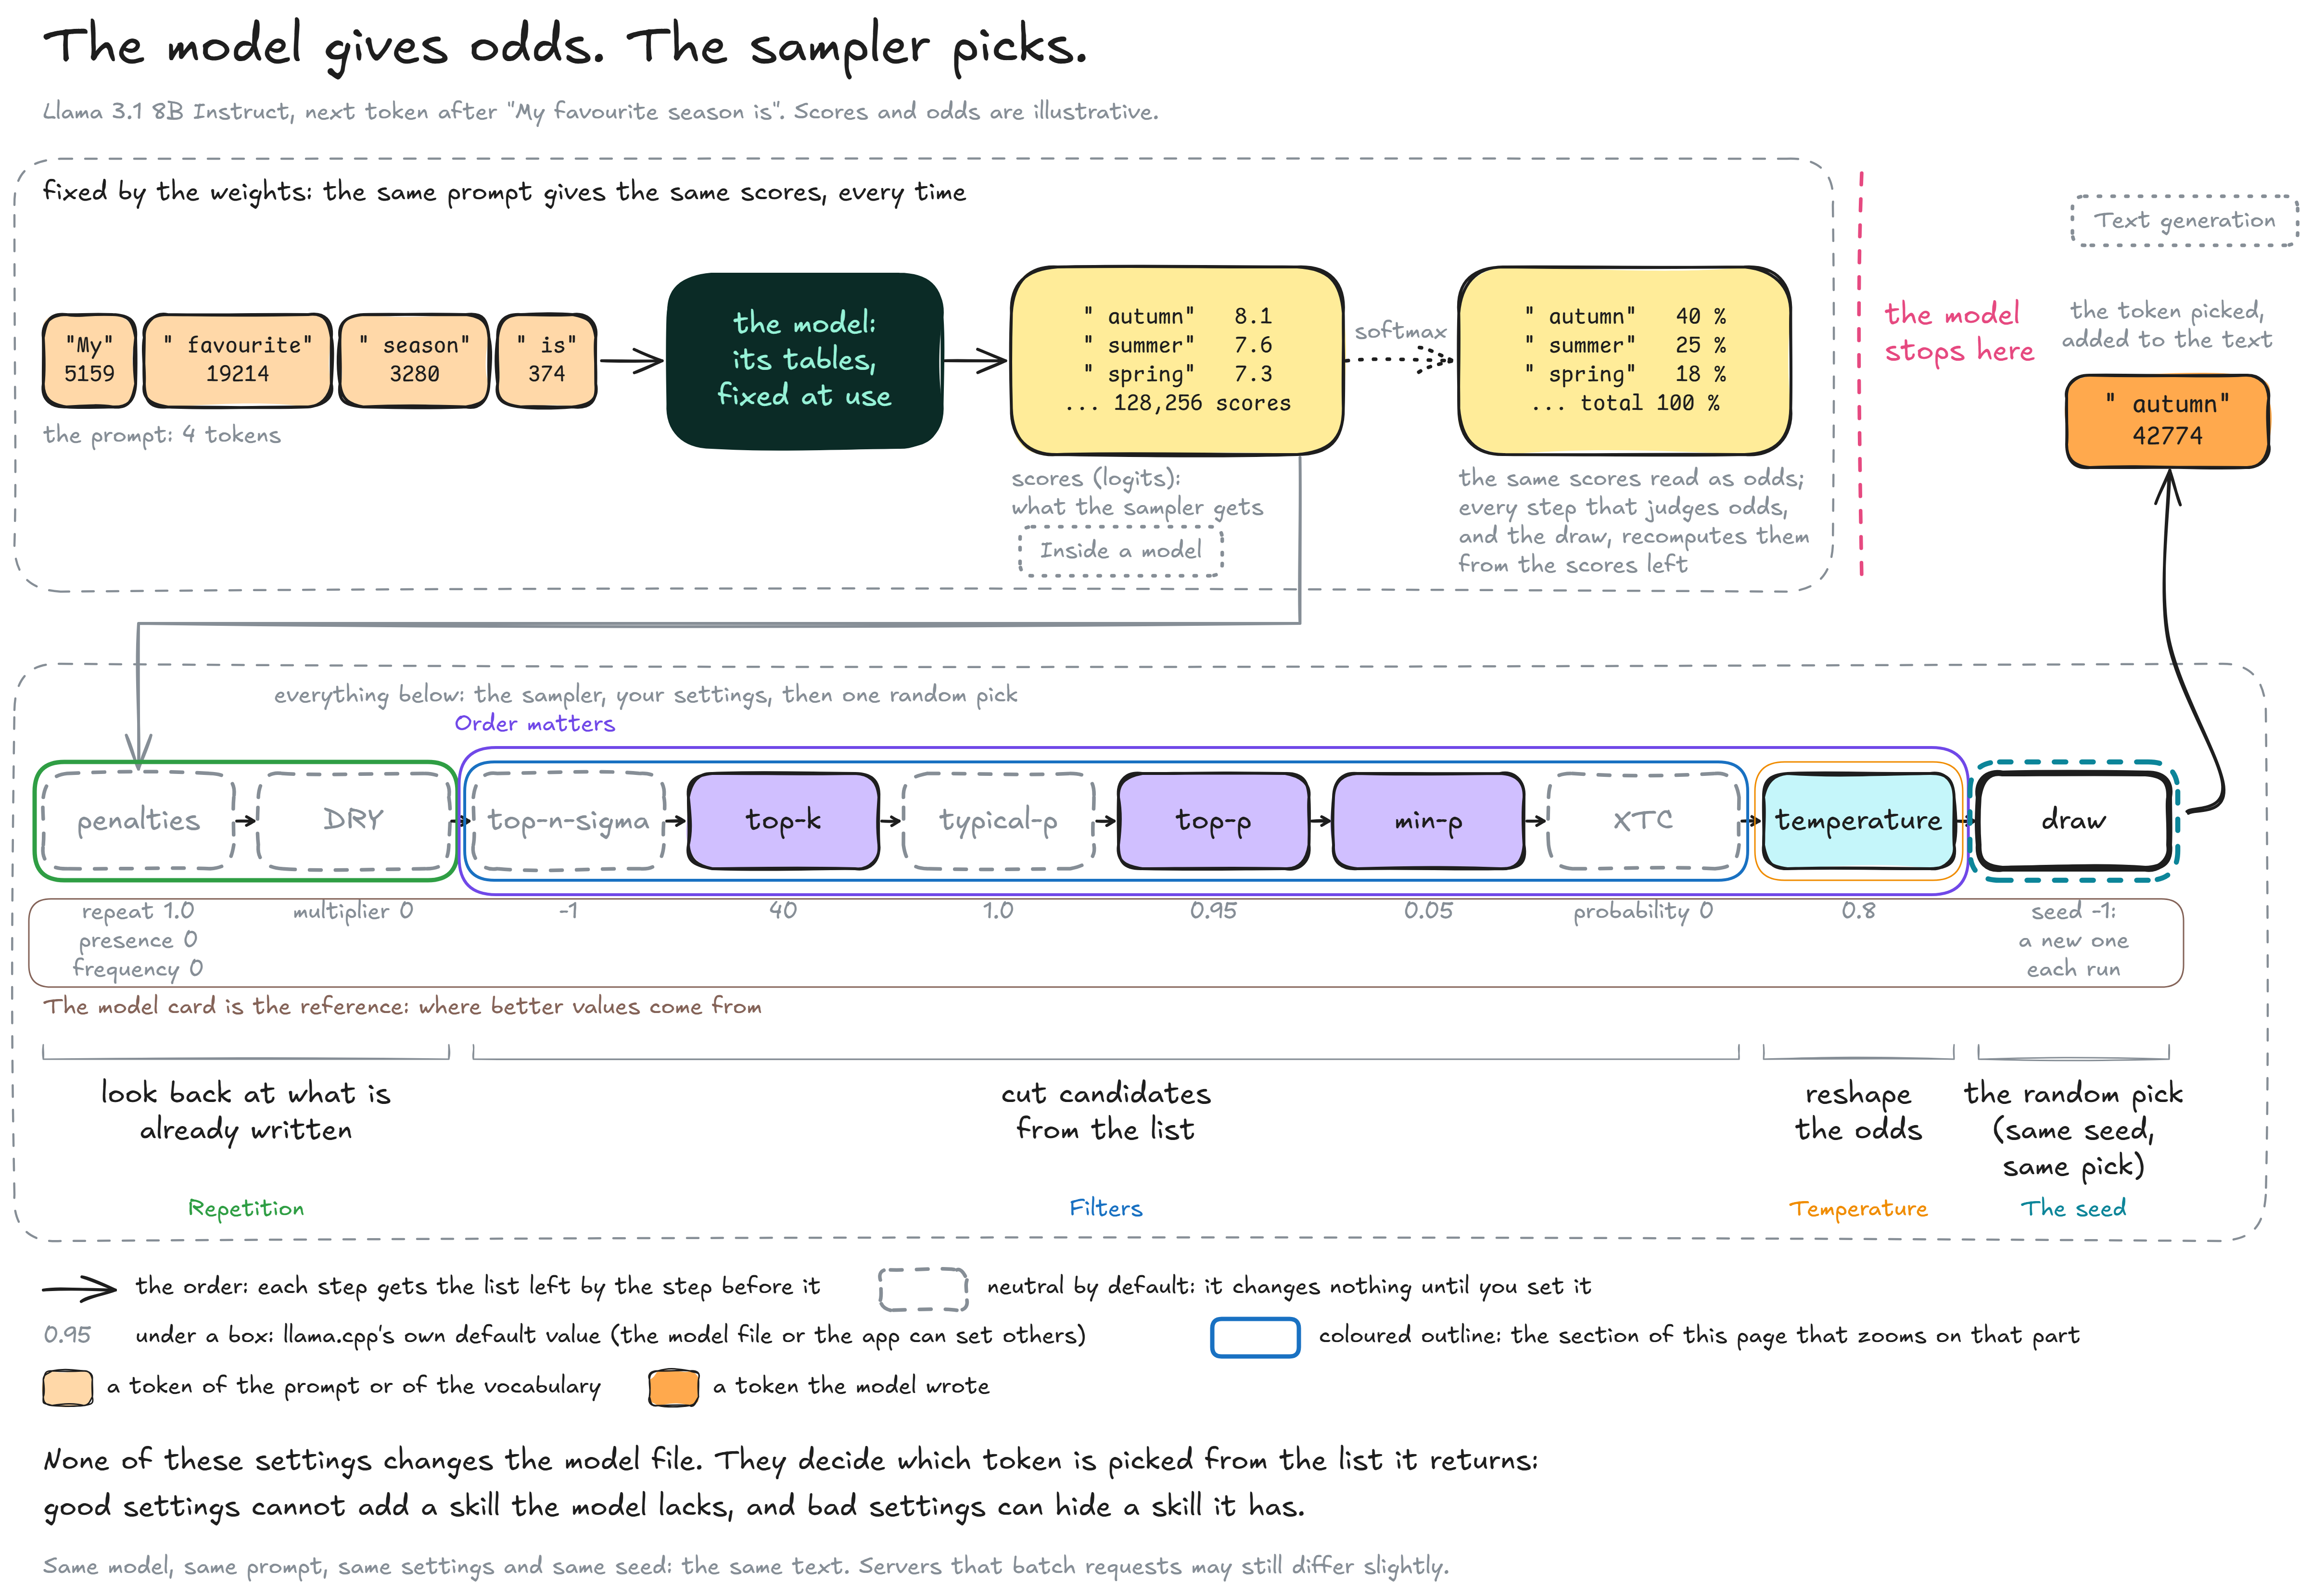 The model gives odds. The sampler picks.
Llama 3.1 8B Instruct, next token after "My favourite season is". Scores and odds are illustrative.
fixed by the weights: the same prompt gives the same scores, every time
"My"
5159
" favourite"
19214
" season"
3280
" is"
374
the prompt: 4 tokens
the model:
its tables,
fixed at use
" autumn" 8.1
" summer" 7.6
" spring" 7.3
... 128,256 scores
scores (logits):
what the sampler gets
Inside a model
softmax
" autumn" 40 %
" summer" 25 %
" spring" 18 %
... total 100 %
the same scores read as odds;
every step that judges odds,
and the draw, recomputes them
from the scores left
the model
stops here
Text generation
the token picked,
added to the text
" autumn"
42774
everything below: the sampler, your settings, then one random pick
Order matters
penalties
DRY
top-n-sigma
top-k
typical-p
top-p
min-p
XTC
temperature
draw
repeat 1.0
presence 0
frequency 0
multiplier 0
-1
40
1.0
0.95
0.05
probability 0
0.8
seed -1:
a new one
each run
The model card is the reference: where better values come from
look back at what is
already written
cut candidates
from the list
reshape
the odds
the random pick
(same seed,
same pick)
Repetition
Filters
Temperature
The seed
the order: each step gets the list left by the step before it
neutral by default: it changes nothing until you set it
0.95 under a box: llama.cpp's own default value (the model file or the app can set others)
coloured outline: the section of this page that zooms on that part
a token of the prompt or of the vocabulary
a token the model wrote
None of these settings changes the model file. They decide which token is picked from the list it returns:
good settings cannot add a skill the model lacks, and bad settings can hide a skill it has.
Same model, same prompt, same settings and same seed: the same text. Servers that batch requests may still differ slightly.